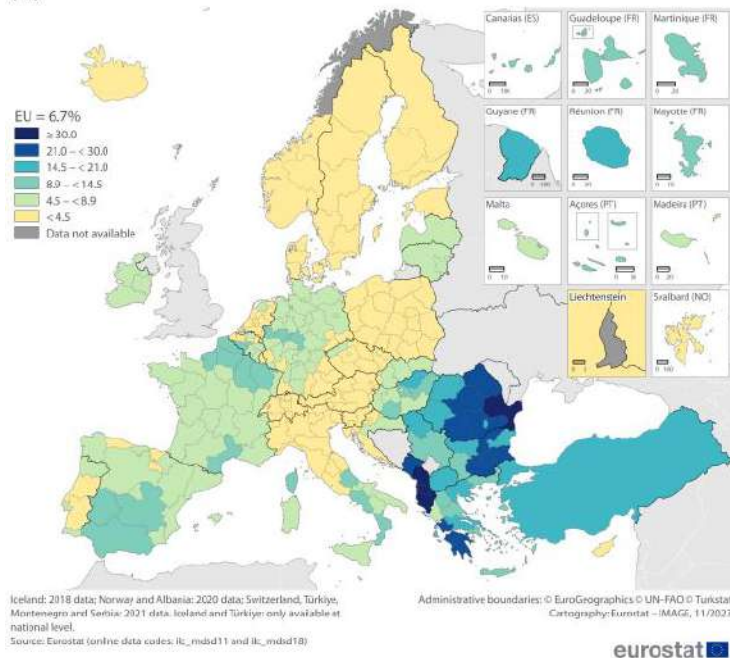 Canarias (ES)
Guadeloupe (FR)
Martinique (FR)
EU = 6.7%
≥ 30.0
21.0 – < 30.0
14.5 – < 21.0
8.9 – < 14.5
4.5 – < 8.9
< 4.5
Data not available
Guyane (FR)
Réunion (FR)
Mayotte (FR)
Malta
Açores (PT)
Madeira (PT)
Liechtenstein
Svalbard (NO)
Iceland: 2018 data; Norway and Albania: 2020 data; Switzerland, Türkiye,
Montenegro and Serbia: 2021 data. Iceland and Türkiye: only available at
national level.
Source: Eurostat (online data codes: ilc_mdsd11 and ilc_mdsd18)
Administrative boundaries: © EuroGeographics © UN–FAO © Turkstat
Cartography: Eurostat – IMAGE, 11/2023
eurostat